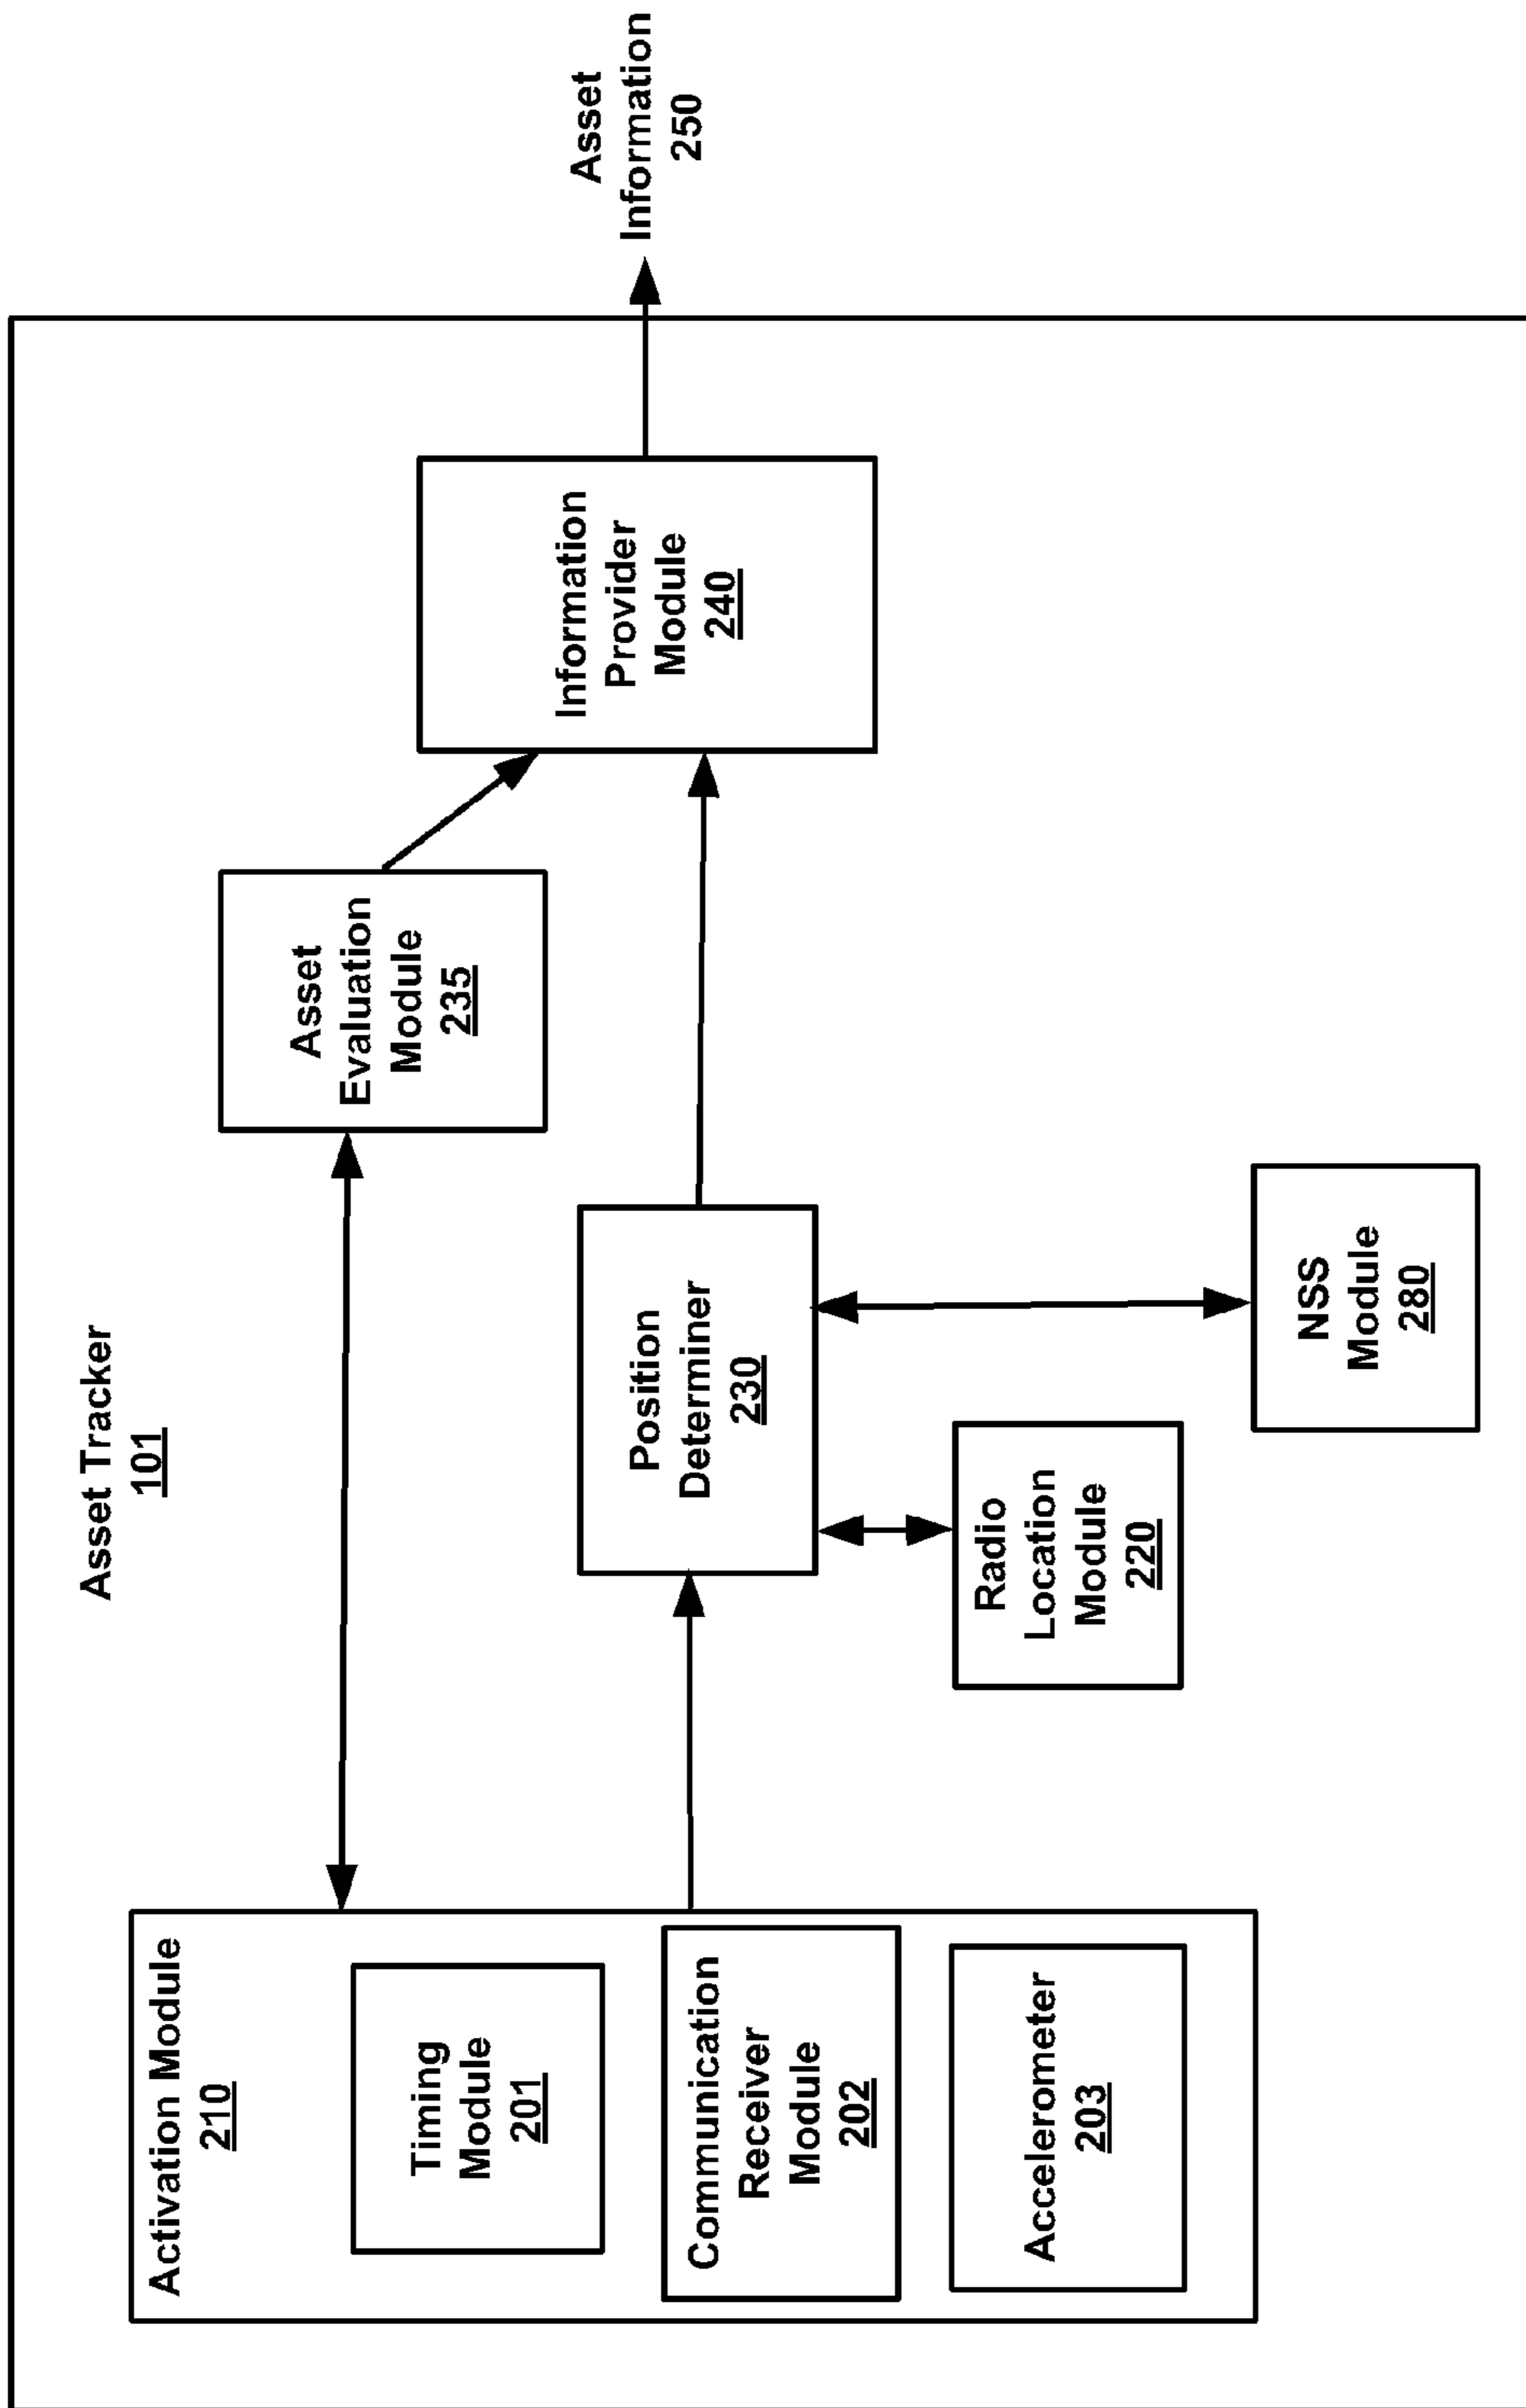 Asset Tracker
101
Activation Module
210
Timing
Module
201
Communication
Receiver
Module
202
Accelerometer
203
Asset
Evaluation
Module
235
Position
Determiner
230
Radio
Location
Module
220
NSS
Module
280
Information
Provider
Module
240
Asset
Information
250